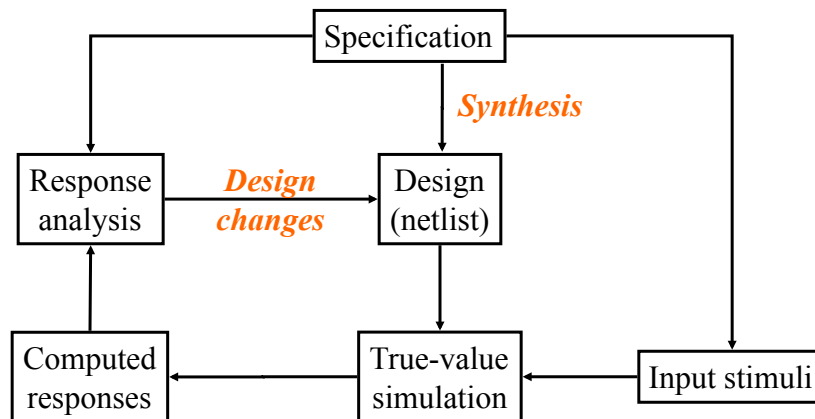 Specification
Synthesis
Response
analysis
Design
changes
Design
(netlist)
Computed
responses
True-value
simulation
Input stimuli